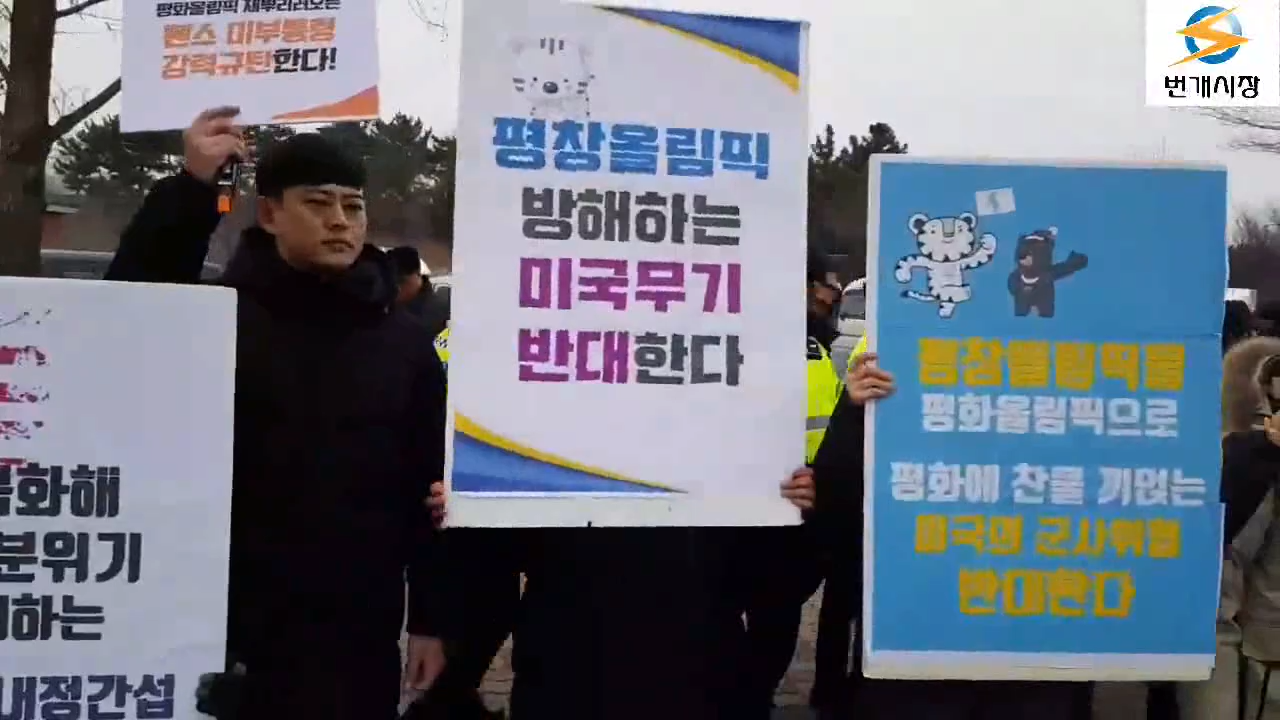 평화올림픽 재뿌리러오는
펜스 미부통령
강력규탄한다!
평창올림픽
방해하는
미국무기
반대한다
평창올림픽을
평화올림픽으로
평화에 찬물 끼얹는
미국의 군사위협
반대한다
화해
분위기
하는
내정간섭
번개시장